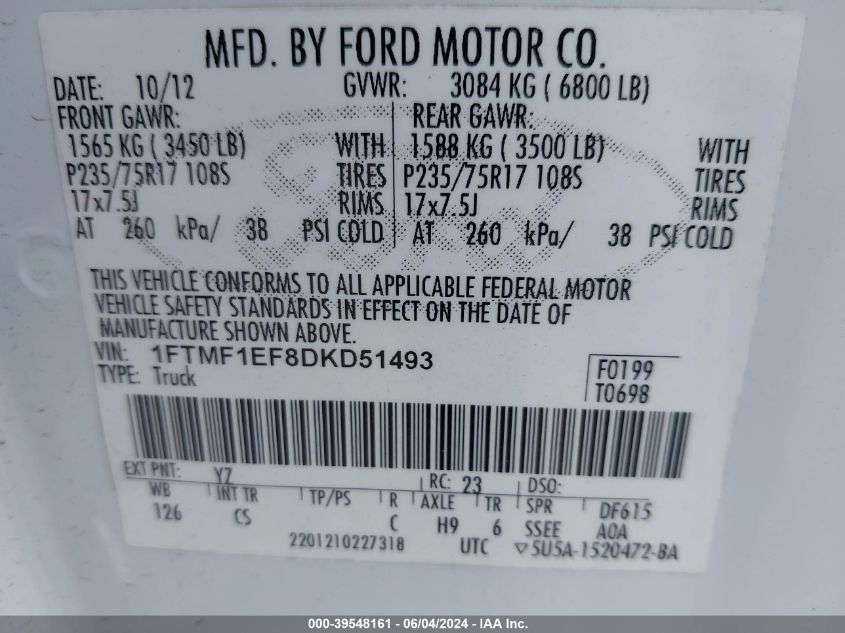 MFD. BY FORD MOTOR CO.
DATE: 10/12 GVWR: 3084 KG ( 6800 LB)
FRONT GAWR: REAR GAWR:
1565 KG ( 3450 LB) WITH 1588 KG ( 3500 LB) WITH
P235/75R17 108S TIRES P235/75R17 108S TIRES
17x7.5J RIMS 17x7.5J RIMS
AT 260 kPa/ 38 PSI COLD AT 260 kPa/ 38 PSI COLD
THIS VEHICLE CONFORMS TO ALL APPLICABLE FEDERAL MOTOR
VEHICLE SAFETY STANDARDS IN EFFECT ON THE DATE OF
MANUFACTURE SHOWN ABOVE.
VIN: 1FTMF1EF8DKD51493
TYPE: Truck
F0199
T0698
EXT PNT: YZ RC: 23 DSO:
WB INT TR TP/PS R AXLE TR SPR DF615
126 CS C H9 6 SSEE A0A
2201210227318 UTC ▽5U5A-1520472-BA
000-39548161 - 06/04/2024 - IAA Inc.